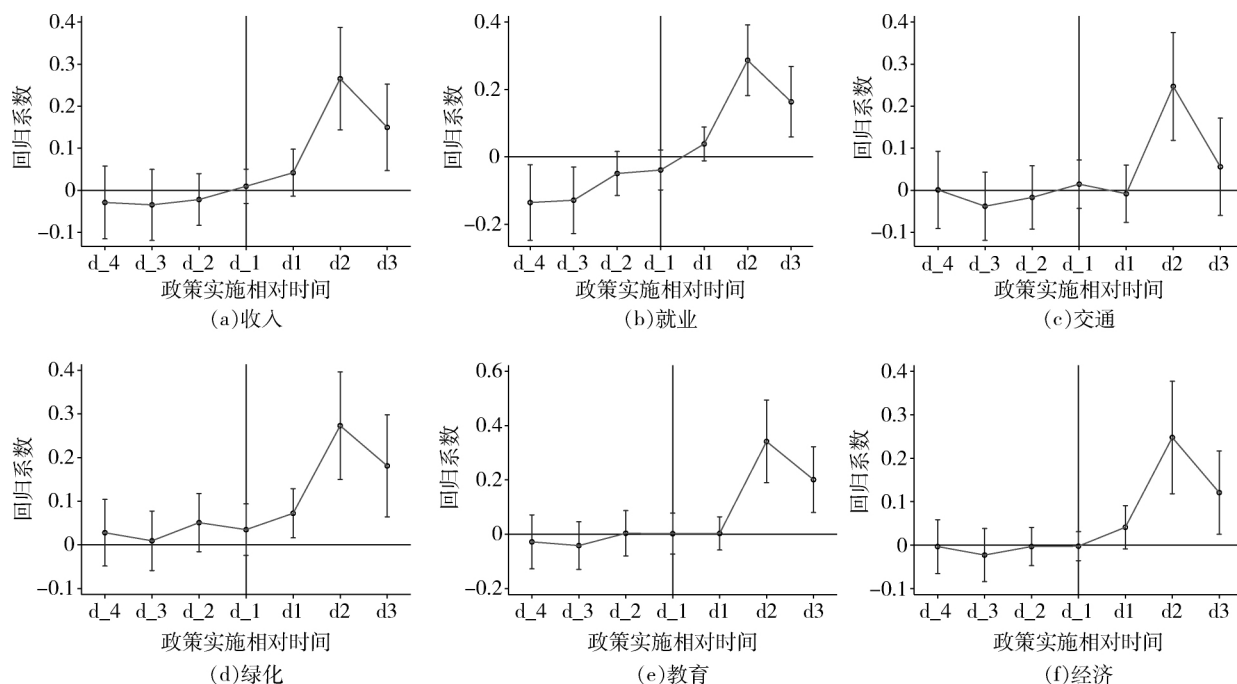 0.4
0.3
0.2
0.1
0
−0.1
回归系数
d_4 d_3 d_2 d_1 d1 d2 d3
政策实施相对时间
(a)收入
0.4
0.2
0
−0.2
回归系数
d_4 d_3 d_2 d_1 d1 d2 d3
政策实施相对时间
(b)就业
0.4
0.3
0.2
0.1
0
−0.1
回归系数
d_4 d_3 d_2 d_1 d1 d2 d3
政策实施相对时间
(c)交通
0.4
0.3
0.2
0.1
0
−0.1
回归系数
d_4 d_3 d_2 d_1 d1 d2 d3
政策实施相对时间
(d)绿化
0.6
0.4
0.2
0
−0.2
回归系数
d_4 d_3 d_2 d_1 d1 d2 d3
政策实施相对时间
(e)教育
0.4
0.3
0.2
0.1
0
−0.1
回归系数
d_4 d_3 d_2 d_1 d1 d2 d3
政策实施相对时间
(f)经济